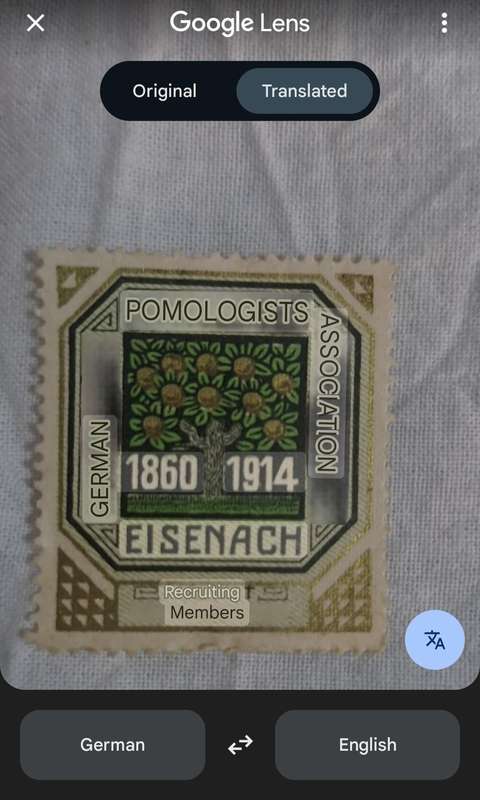 Google Lens
Original
Translated
GERMAN
POMOLOGISTS
ASSOCIATION
1860 1914
EISENACH
Recruiting
Members
German
English